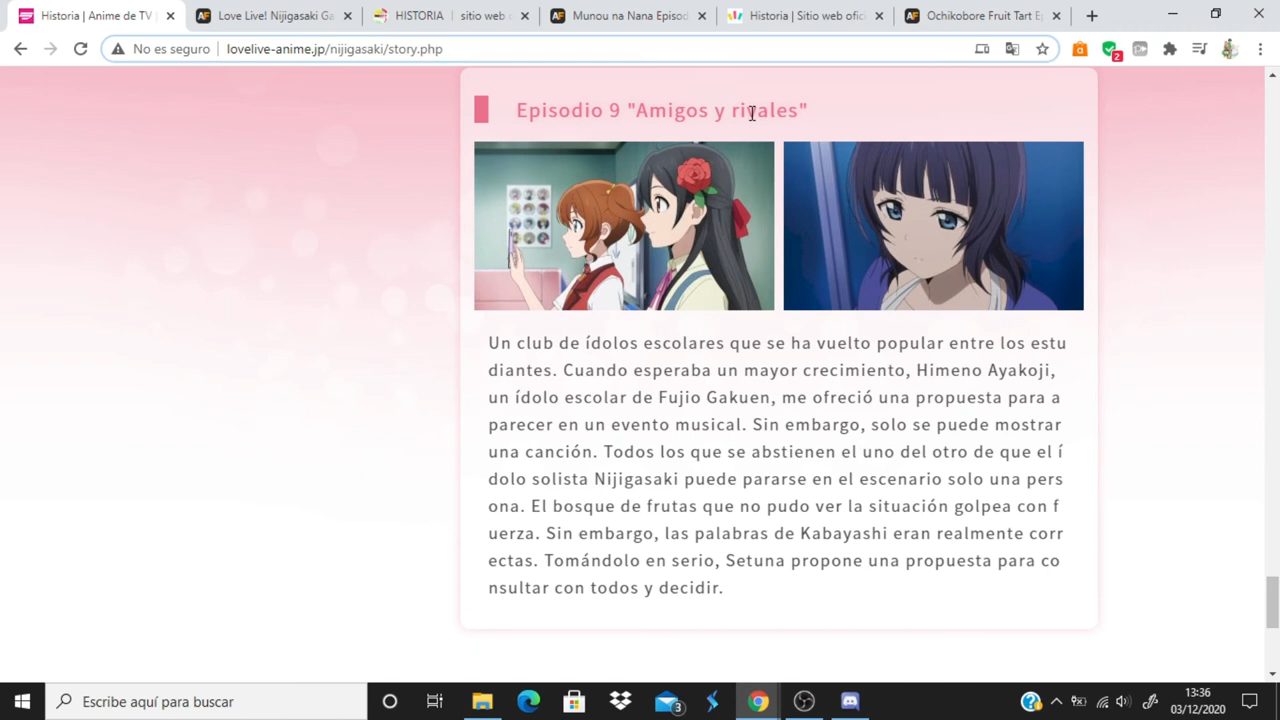 Historia | Anime de TV
Love Live! Nijigasaki Ga
HISTORIA | sitio web o
Munou na Nana Episod
Historia | Sitio web ofic
Ochikobore Fruit Tart Ep
No es seguro
lovelive-anime.jp/nijigasaki/story.php
2
Episodio 9 "Amigos y rivales"
Un club de ídolos escolares que se ha vuelto popular entre los estu
diantes. Cuando esperaba un mayor crecimiento, Himeno Ayakoji,
un ídolo escolar de Fujio Gakuen, me ofreció una propuesta para a
parecer en un evento musical. Sin embargo, solo se puede mostrar
una canción. Todos los que se abstienen el uno del otro de que el í
dolo solista Nijigasaki puede pararse en el escenario solo una pers
ona. El bosque de frutas que no pudo ver la situación golpea con f
uerza. Sin embargo, las palabras de Kabayashi eran realmente corr
ectas. Tomándolo en serio, Setuna propone una propuesta para co
nsultar con todos y decidir.
Escribe aquí para buscar
3
13:36
03/12/2020